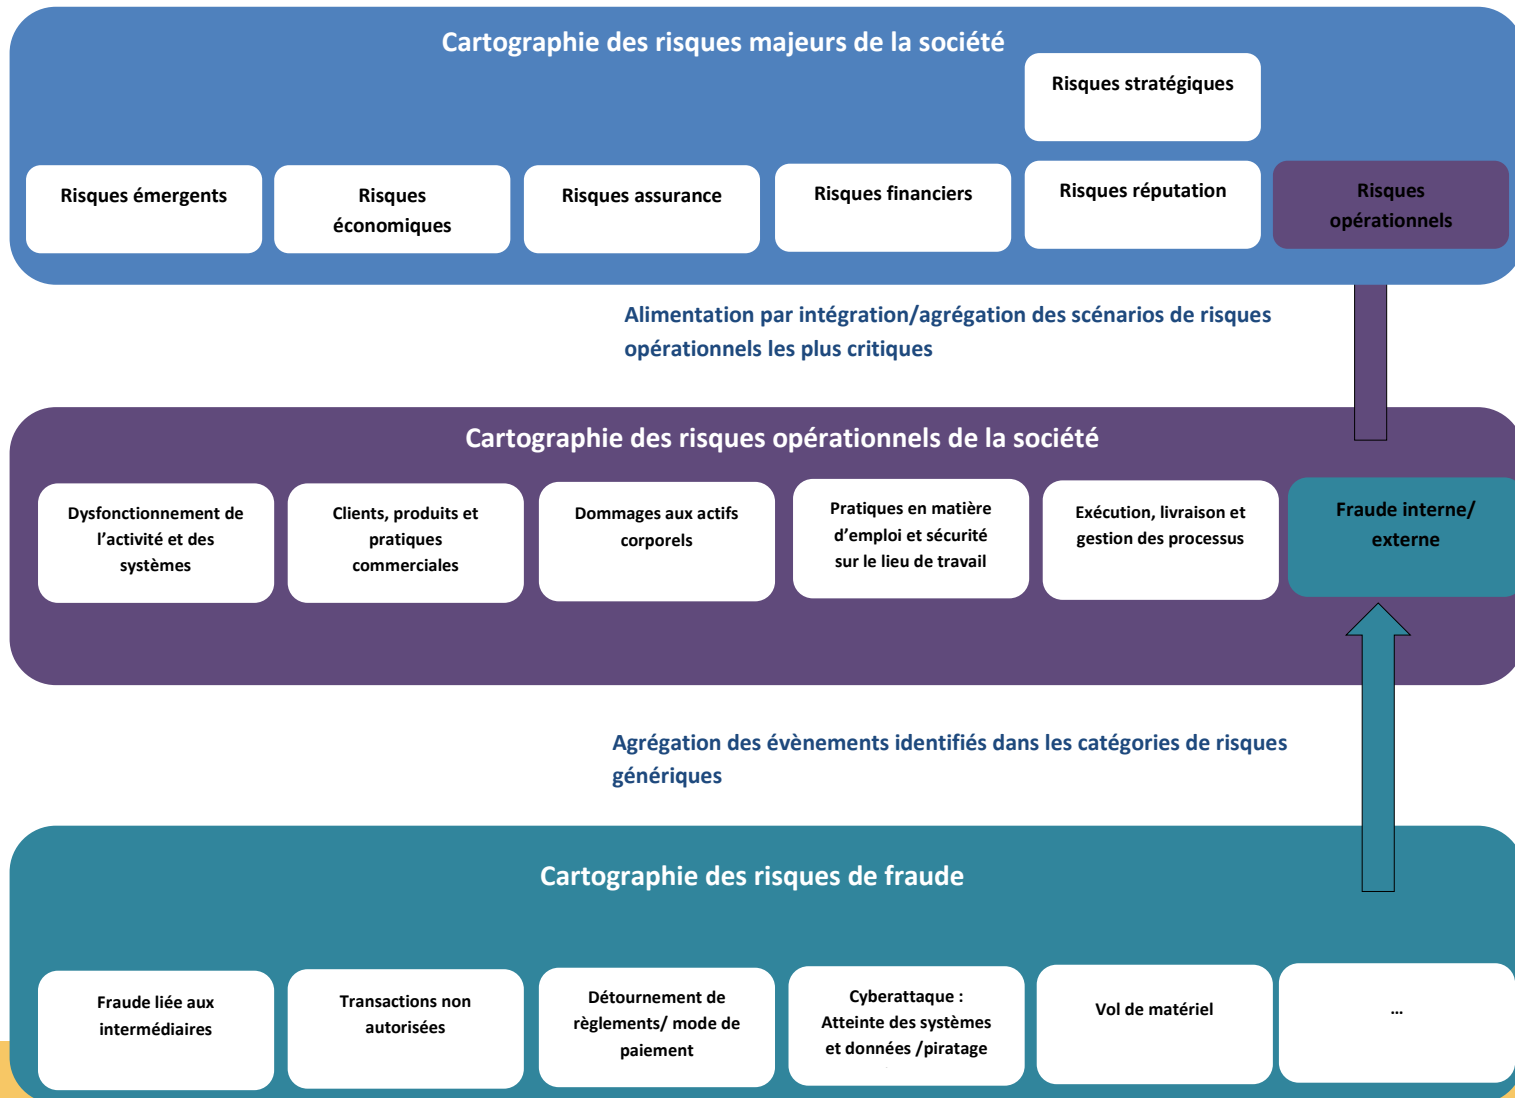 Cartographie des risques majeurs de la société
Risques stratégiques
Risques émergents
Risques
économiques
Risques assurance
Risques financiers
Risques réputation
Risques
opérationnels
Alimentation par intégration/agrégation des scénarios de risques
opérationnels les plus critiques
Cartographie des risques opérationnels de la société
Dysfonctionnement de
l'activité et des
systèmes
Clients, produits et
pratiques
commerciales
Dommages aux actifs
corporels
Pratiques en matière
d'emploi et sécurité
sur le lieu de travail
Exécution, livraison et
gestion des processus
Fraude interne/
externe
Agrégation des évènements identifiés dans les catégories de risques
génériques
Cartographie des risques de fraude
Fraude liée aux
intermédiaires
Transactions non
autorisées
Détournement de
règlements/ mode de
paiement
Cyberattaque :
Atteinte des systèmes
et données /piratage
Vol de matériel
…